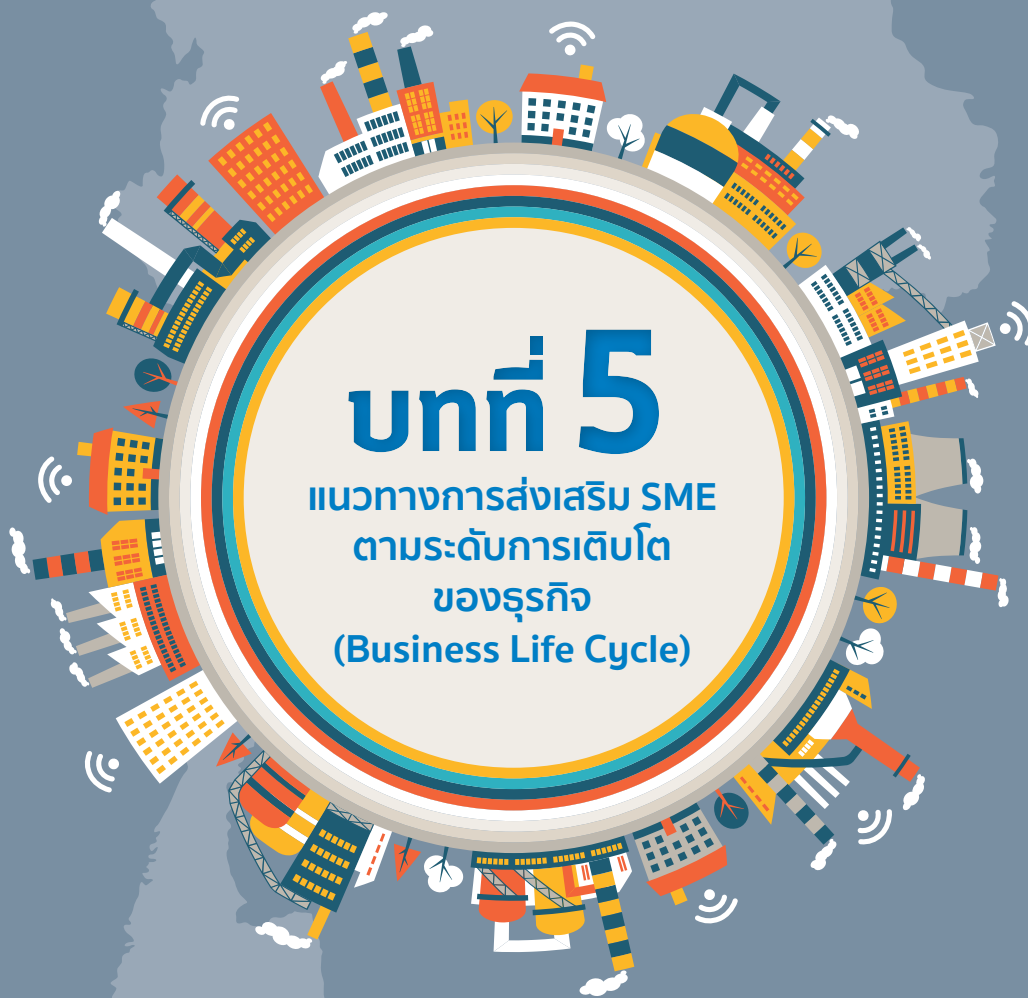 บทที่ 5
แนวทางการส่งเสริม SME
ตามระดับการเติบโต
ของธุรกิจ
(Business Life Cycle)